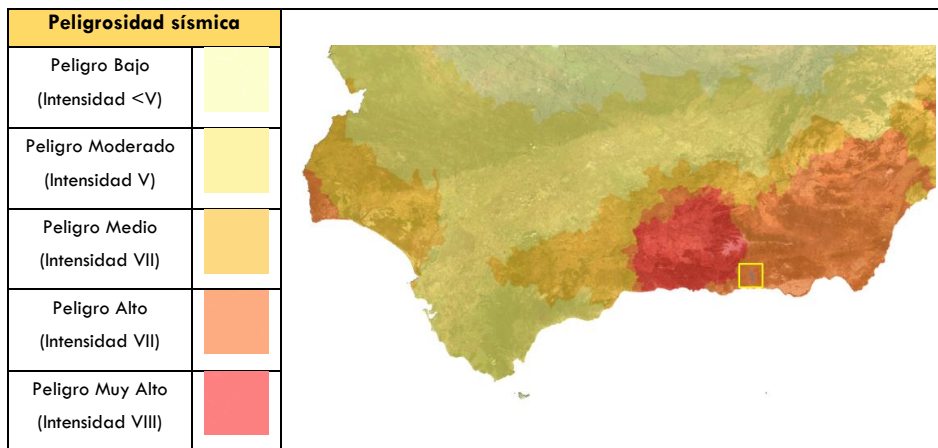 Peligrosidad sísmica
Peligro Bajo
(Intensidad <V)
Peligro Moderado
(Intensidad V)
Peligro Medio
(Intensidad VII)
Peligro Alto
(Intensidad VII)
Peligro Muy Alto
(Intensidad VIII)